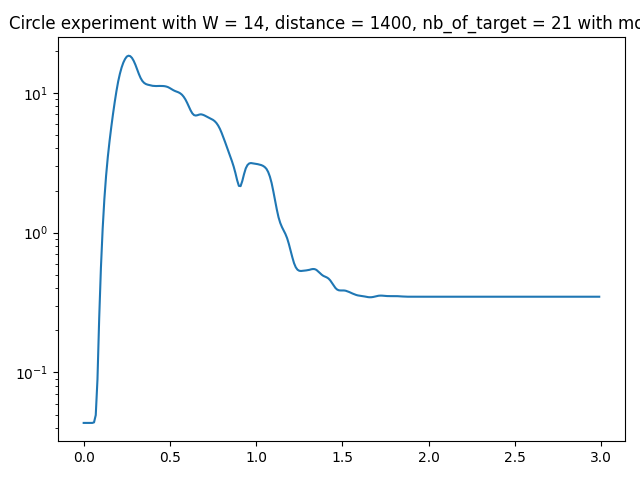 Circle experiment with W = 14, distance = 1400, nb_of_target = 21 with mo
10¹
10⁰
10⁻¹
0.0 0.5 1.0 1.5 2.0 2.5 3.0